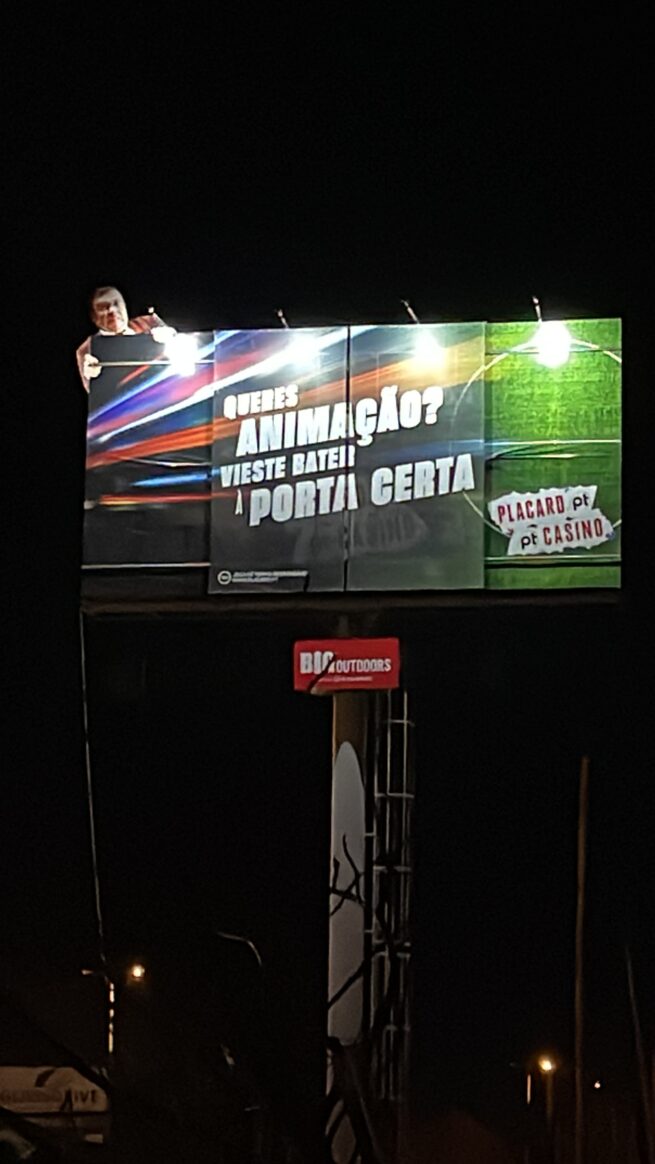 QUERES
ANIMAÇÃO?
VIESTE BATER
À PORTA CERTA
PLACARD pt
pt CASINO
BIG OUTDOORS